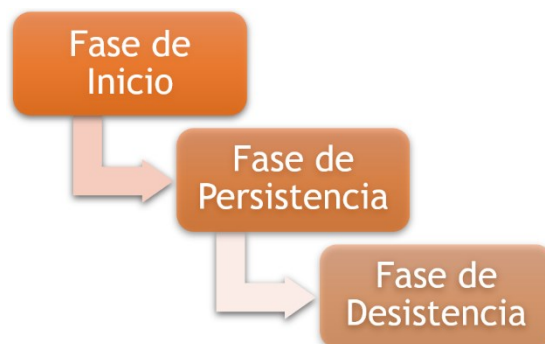 Fase de
Inicio
Fase de
Persistencia
Fase de
Desistencia